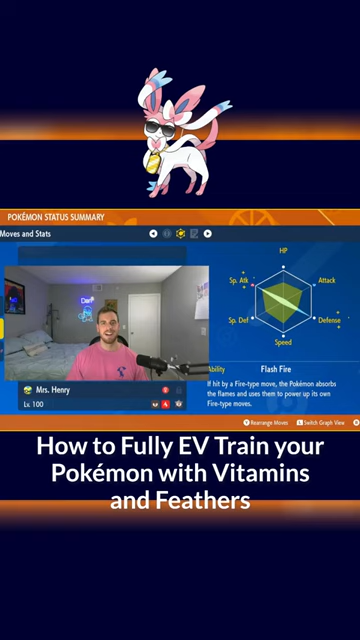 POKÉMON STATUS SUMMARY
Moves and Stats
HP
Sp. Atk
Attack
Sp. Def
Defense
Speed
Ability
Flash Fire
If hit by a Fire-type move, the Pokémon absorbs
the flames and uses them to power up its own
Fire-type moves.
Mrs. Henry
Lv. 100
Rearrange Moves
Switch Graph View
How to Fully EV Train your
Pokémon with Vitamins
and Feathers